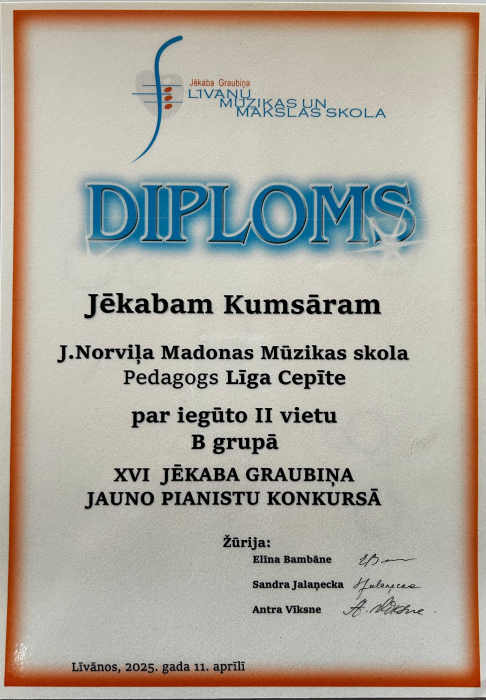 Jēkaba Graubiņa
LĪVĀNU
MŪZIKAS UN
MĀKSLAS SKOLA
DIPLOMS
Jēkabam Kumsāram
J.Norviļa Madonas Mūzikas skola
Pedagogs Līga Cepīte
par iegūto II vietu
B grupā
XVI JĒKABA GRAUBIŅA
JAUNO PIANISTU KONKURSĀ
Žūrija:
Elīna Bambāne
Sandra Jalaņecka
Antra Vīksne
Līvānos, 2025. gada 11. aprīlī